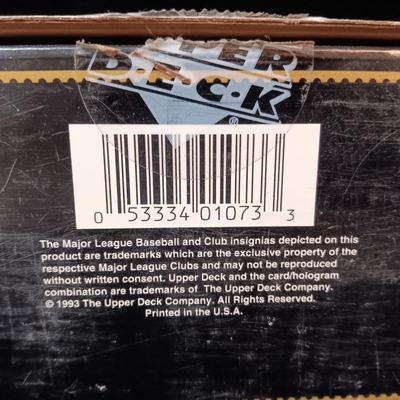 UPPER
D.E.C.K
®
0 53334 01073 3
The Major League Baseball and Club insignias depicted on this
product are trademarks which are the exclusive property of the
respective Major League Clubs and may not be reproduced
without written consent. Upper Deck and the card/hologram
combination are trademarks of The Upper Deck Company.
© 1993 The Upper Deck Company. All Rights Reserved.
Printed in the U.S.A.